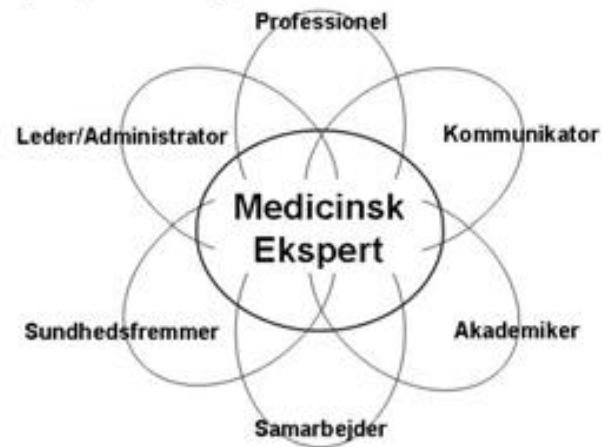 Professionel
Leder/Administrator
Kommunikator
Medicinsk
Ekspert
Sundhedsfremmer
Akademiker
Samarbejder